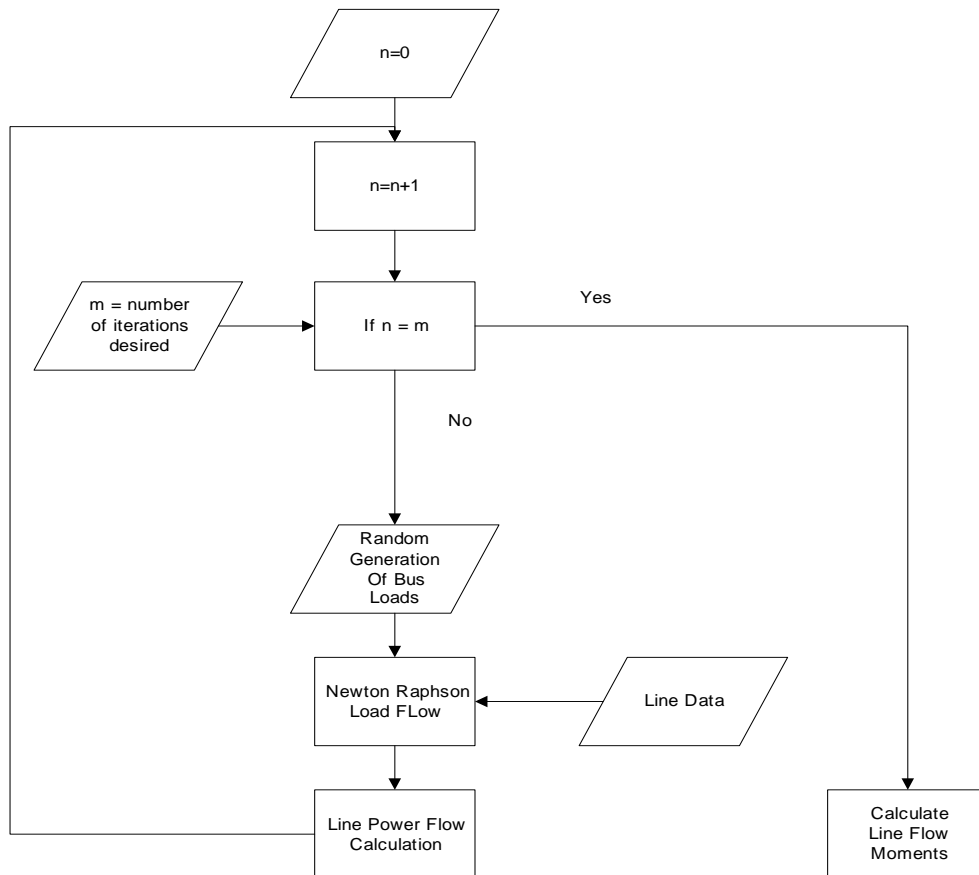 n=0
n=n+1
m = number
of iterations
desired
If n = m
Yes
No
Random
Generation
Of Bus
Loads
Newton Raphson
Load FLow
Line Data
Line Power Flow
Calculation
Calculate
Line Flow
Moments